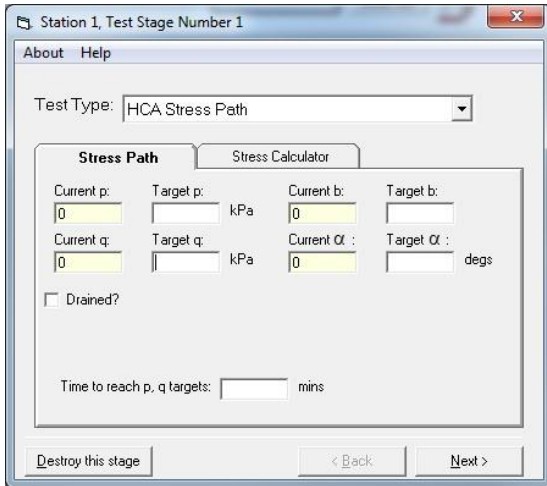 Station 1, Test Stage Number 1
About Help
Test Type: HCA Stress Path
Stress Path Stress Calculator
Current p: Target p: Current b: Target b:
0 kPa 0
Current q: Target q: Current α : Target α :
0 kPa 0 degs
Drained?
Time to reach p, q targets: mins
Destroy this stage < Back Next >